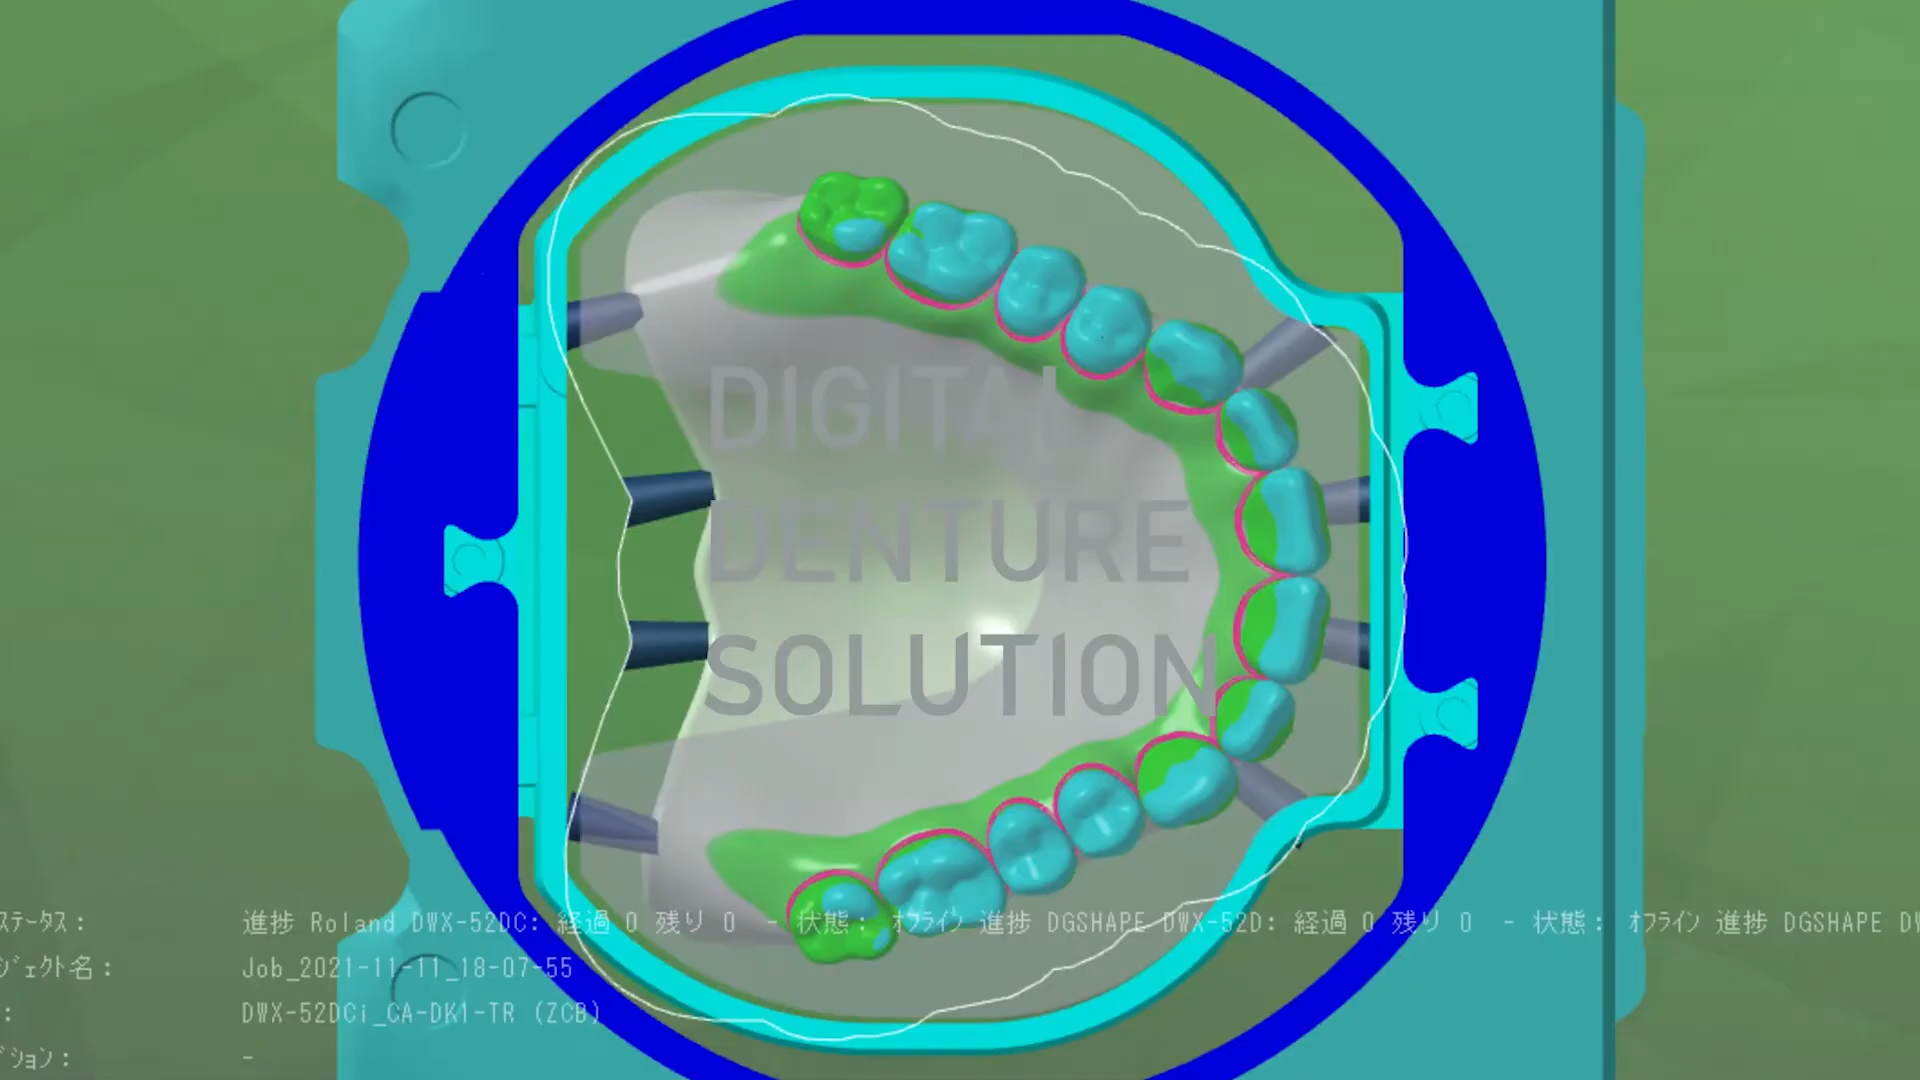 DIGITAL
DENTURE
SOLUTION
ステータス: 進捗 Roland DWX-52DC: 経過 0 残り 0 - 状態: オフライン 進捗 DGSHAPE DWX-52D: 経過 0 残り 0 - 状態: オフライン 進捗 DGSHAPE DW
ジェクト名: Job_2021-11-11_18-07-55
: DWX-52DCi_CA-DK1-TR (ZCB)
ジョン: -